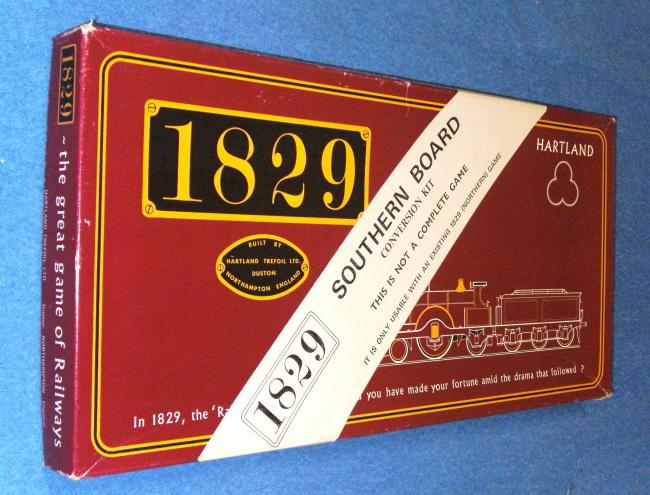 1829
~ the great game of Railways
HARTLAND TREFOIL LTD.
Duston, NORTHAMPTON
1829
BUILT BY
HARTLAND TREFOIL LTD.
DUSTON
NORTHAMPTON ENGLAND
HARTLAND
SOUTHERN BOARD
CONVERSION KIT
THIS IS NOT A COMPLETE GAME
IT IS ONLY USABLE WITH AN EXISTING 1829 (NORTHERN) GAME
1829
In 1829, the you have made your fortune amid the drama that followed ?